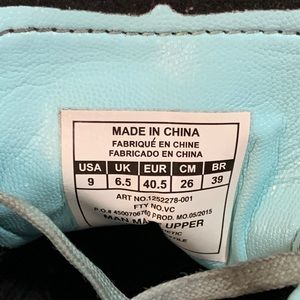 MADE IN CHINA
FABRIQUÉ EN CHINE
FABRICADO EN CHINA
USA UK EUR CM BR
9 6.5 40.5 26 39
ART NO.1252278-001
FTY NO.VC
PROD. MO.05/2015
UPPER